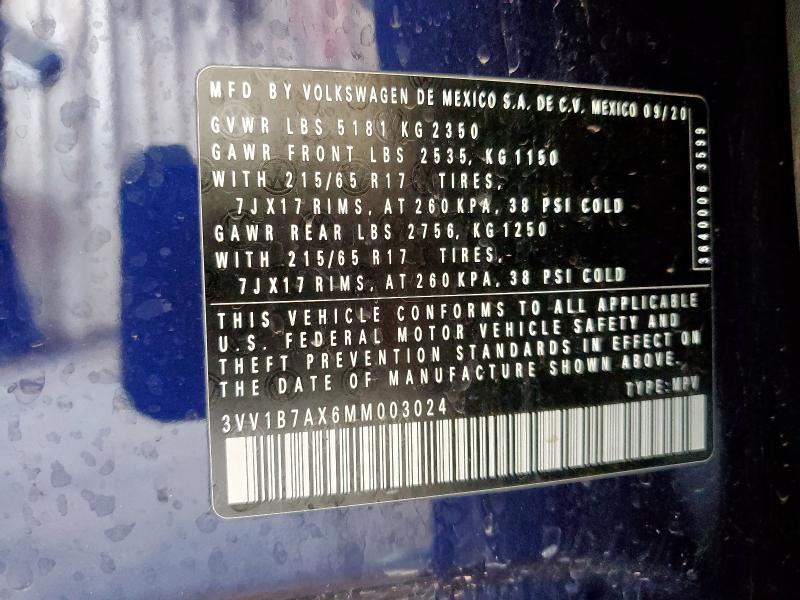 MFD BY VOLKSWAGEN DE MEXICO S.A. DE C.V. MEXICO 09/20
GVWR LBS 5181 KG 2350
GAWR FRONT LBS 2535, KG 1150
WITH 215/65 R17 TIRES,
7JX17 RIMS, AT 260 KPA, 38 PSI COLD
GAWR REAR LBS 2756, KG 1250
WITH 215/65 R17 TIRES,
7JX17 RIMS, AT 260 KPA, 38 PSI COLD
3640006 3599
THIS VEHICLE CONFORMS TO ALL APPLICABLE
U.S. FEDERAL MOTOR VEHICLE SAFETY AND
THEFT PREVENTION STANDARDS IN EFFECT ON
THE DATE OF MANUFACTURE SHOWN ABOVE.
TYPE: MPV
3VV1B7AX6MM003024